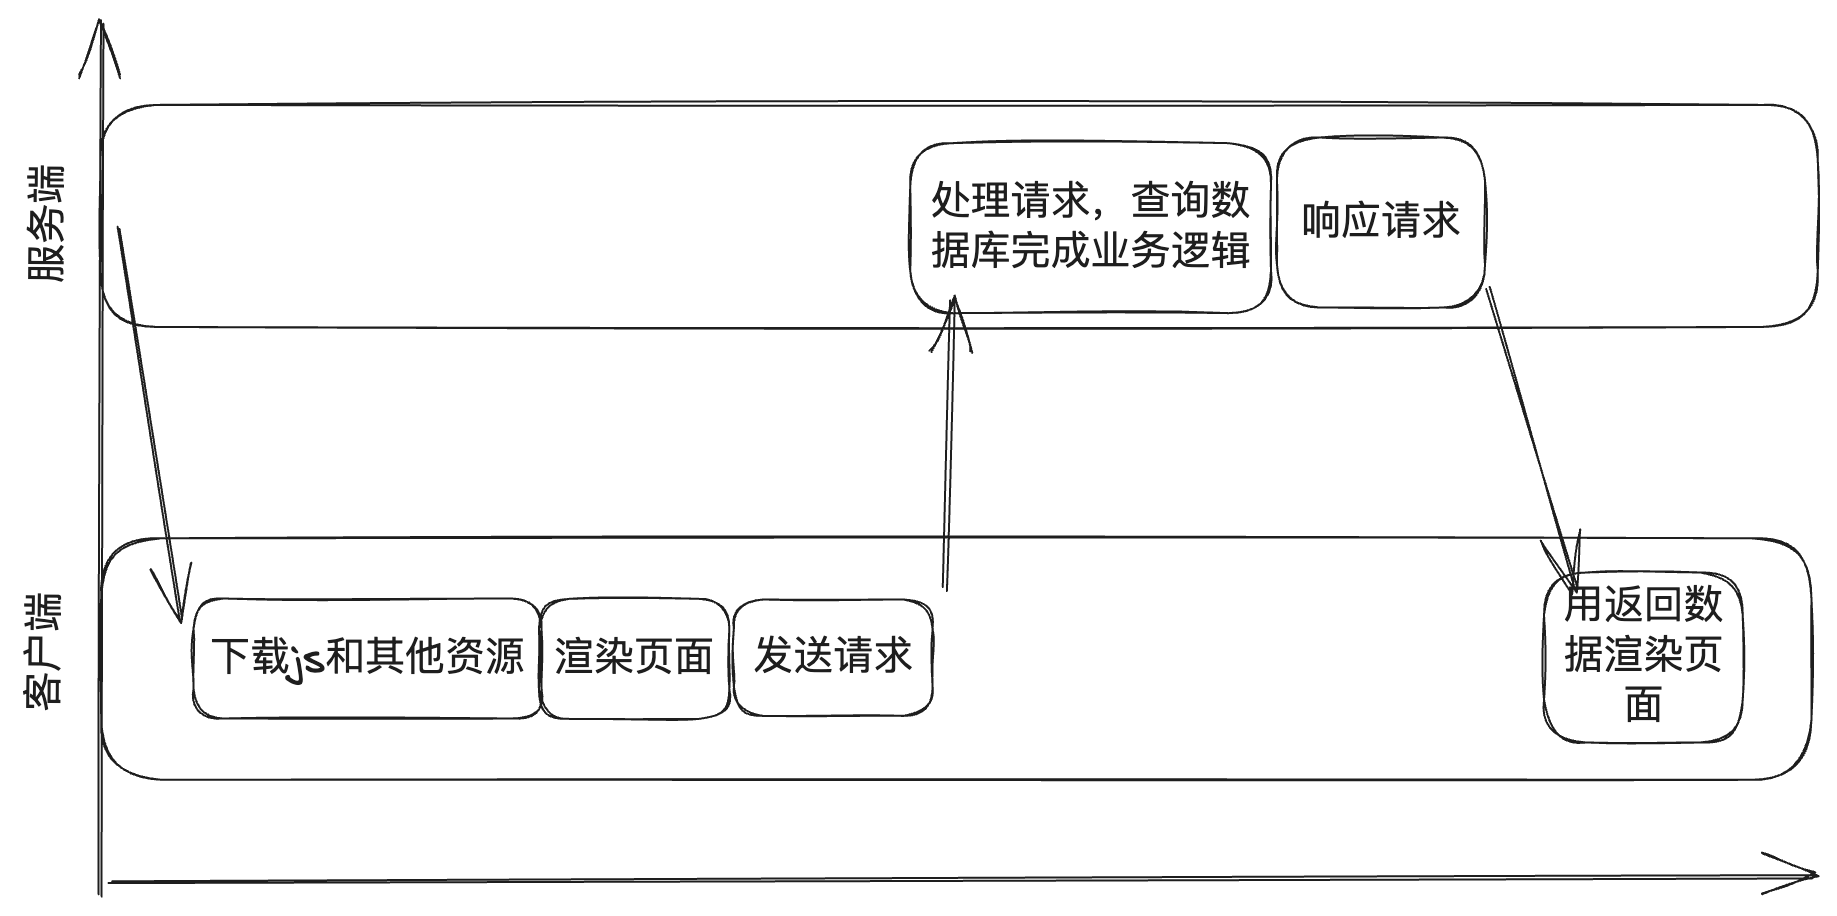 服务端
处理请求，查询数
据库完成业务逻辑
响应请求
客户端
下载js和其他资源
渲染页面
发送请求
用返回数
据渲染页
面